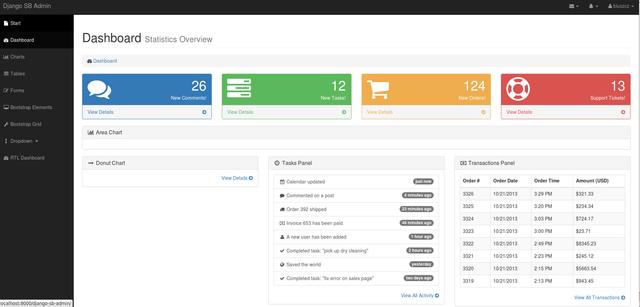 Django SB Admin
Start
Dashboard
Charts
Tables
Forms
Bootstrap Elements
Bootstrap Grid
Dropdown
RTL Dashboard
Dashboard Statistics Overview
Dashboard
26
New Comments!
View Details
12
New Tasks!
View Details
124
New Orders!
View Details
13
Support Tickets!
View Details
Area Chart
Donut Chart
View Details
Tasks Panel
Calendar updated just now
Commented on a post 4 minutes ago
Order 392 shipped 23 minutes ago
Invoice 653 has been paid 46 minutes ago
A new user has been added 1 hour ago
Completed task: "pick up dry cleaning" 2 hours ago
Saved the world yesterday
Completed task: "fix error on sales page" two days ago
View All Activity
Transactions Panel
Order # Order Date Order Time Amount (USD)
3326 10/21/2013 3:29 PM $321.33
3325 10/21/2013 3:20 PM $234.34
3324 10/21/2013 3:03 PM $724.17
3323 10/21/2013 3:00 PM $23.71
3322 10/21/2013 2:49 PM $8345.23
3321 10/21/2013 2:23 PM $245.12
3320 10/21/2013 2:15 PM $5663.54
3319 10/21/2013 2:13 PM $943.45
View All Transactions
localhost:8000/django-sb-admin/